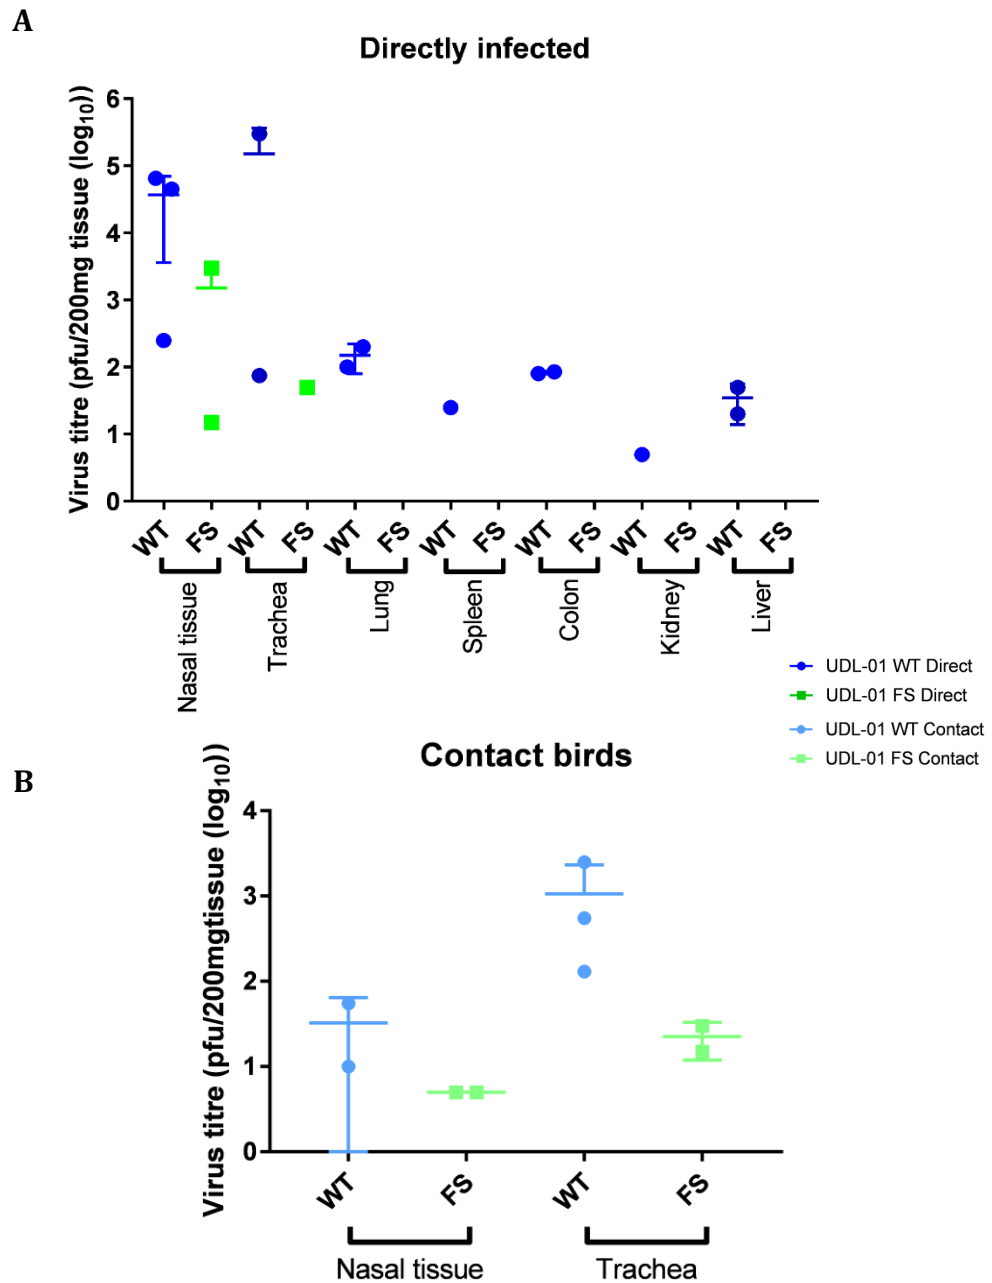 A
Directly infected
Virus titre (pfu/200mg tissue (log10))
6
5
4
3
2
1
0
WT FS WT FS WT FS WT FS WT FS WT FS WT FS
Nasal tissue Trachea Lung Spleen Colon Kidney Liver
UDL-01 WT Direct
UDL-01 FS Direct
UDL-01 WT Contact
UDL-01 FS Contact
B
Contact birds
Virus titre (pfu/200mgtissue (log10))
4
3
2
1
0
WT FS WT FS
Nasal tissue Trachea